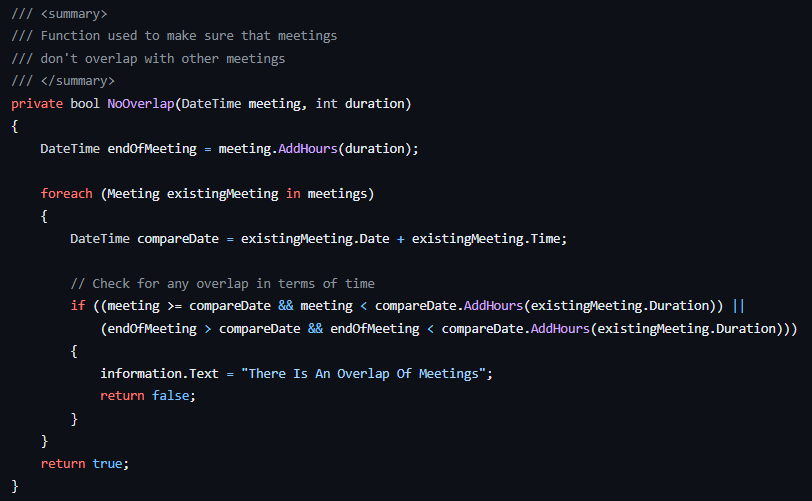 /// <summary>
/// Function used to make sure that meetings
/// don't overlap with other meetings
/// </summary>
private bool NoOverlap(DateTime meeting, int duration)
{
    DateTime endOfMeeting = meeting.AddHours(duration);

    foreach (Meeting existingMeeting in meetings)
    {
        DateTime compareDate = existingMeeting.Date + existingMeeting.Time;

        // Check for any overlap in terms of time
        if ((meeting >= compareDate && meeting < compareDate.AddHours(existingMeeting.Duration)) ||
            (endOfMeeting > compareDate && endOfMeeting < compareDate.AddHours(existingMeeting.Duration)))
        {
            information.Text = "There Is An Overlap Of Meetings";
            return false;
        }
    }
    return true;
}